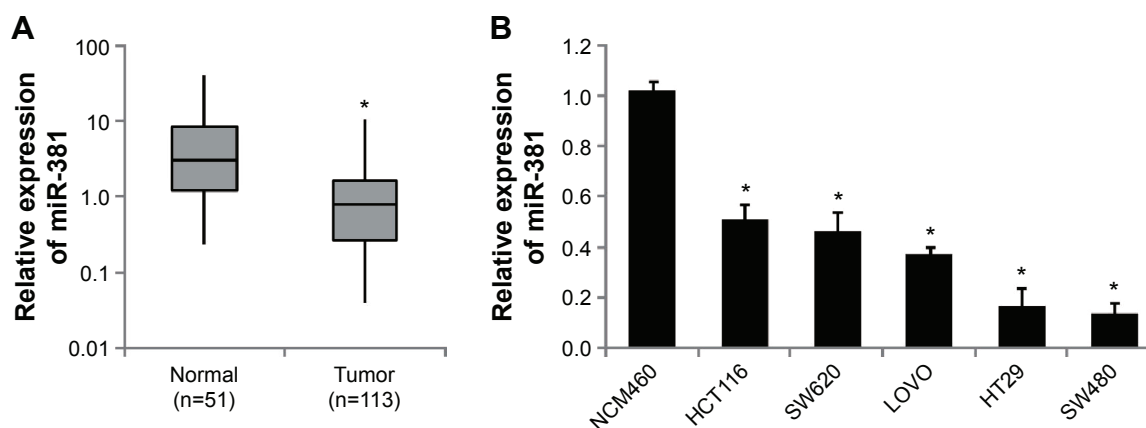 A
Relative expression
of miR-381
100
10
1.0
0.1
0.01
*
Normal
(n=51)
Tumor
(n=113)
B
Relative expression
of miR-381
1.2
1.0
0.8
0.6
0.4
0.2
0.0
*
*
*
*
*
NCM460
HCT116
SW620
LOVO
HT29
SW480